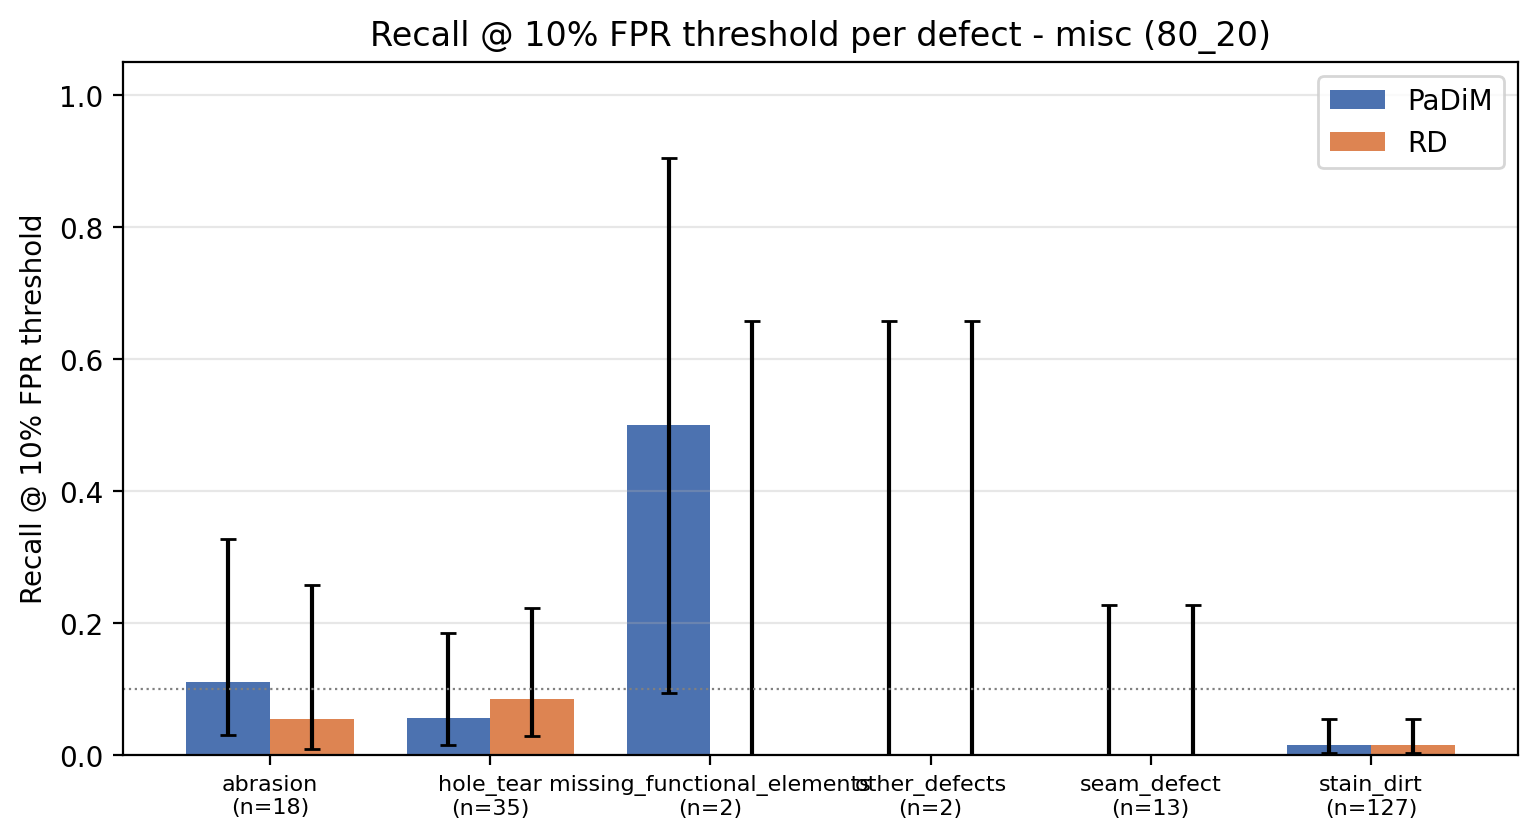 Recall @ 10% FPR threshold per defect - misc (80_20)
PaDiM
RD
Recall @ 10% FPR threshold
1.0
0.8
0.6
0.4
0.2
0.0
abrasion
(n=18)
hole_tear
(n=35)
missing_functional_elements
(n=2)
other_defects
(n=2)
seam_defect
(n=13)
stain_dirt
(n=127)